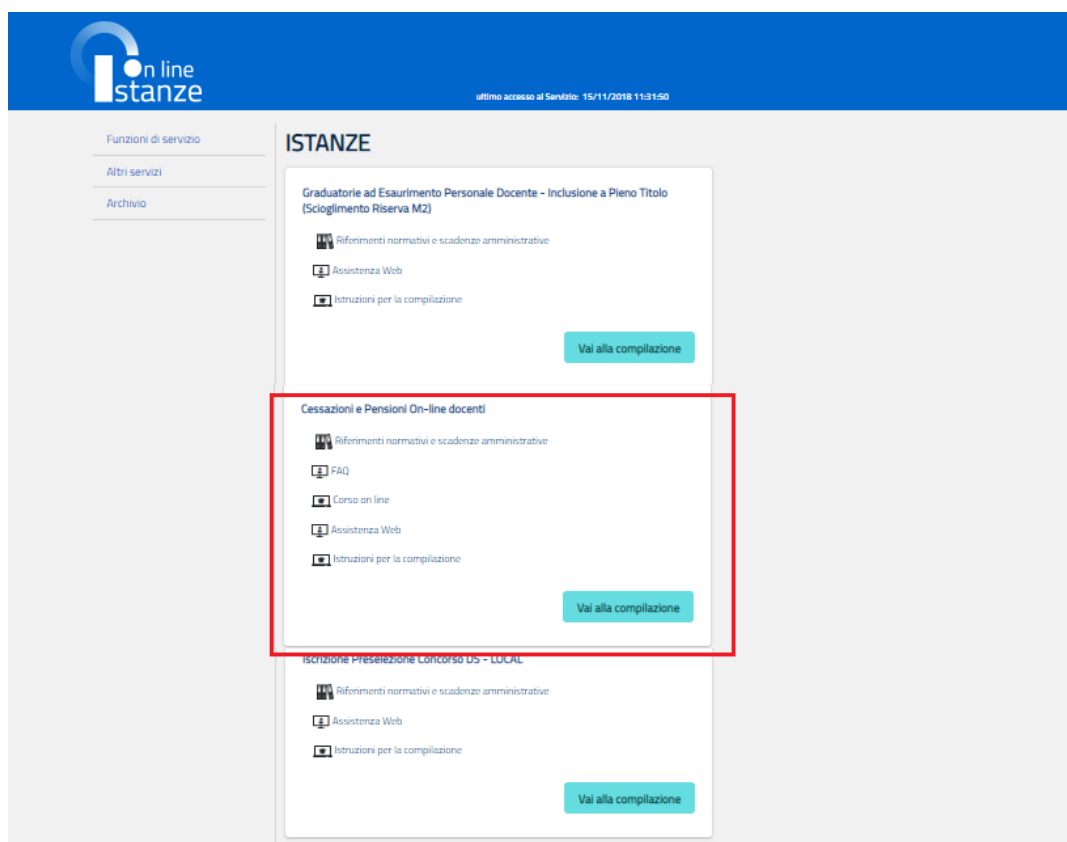 On line
Istanze
ultimo accesso al Servizio: 15/11/2018 11:31:50
Funzioni di servizio
Altri servizi
Archivio
ISTANZE
Graduatorie ad Esaurimento Personale Docente - Inclusione a Pieno Titolo
(Scioglimento Riserva M2)
Riferimenti normativi e scadenze amministrative
Assistenza Web
Istruzioni per la compilazione
Vai alla compilazione
Cessazioni e Pensioni On-line docenti
Riferimenti normativi e scadenze amministrative
FAQ
Corso on line
Assistenza Web
Istruzioni per la compilazione
Vai alla compilazione
Iscrizione Preselezione Concorso DS - LOCAL
Riferimenti normativi e scadenze amministrative
Assistenza Web
Istruzioni per la compilazione
Vai alla compilazione